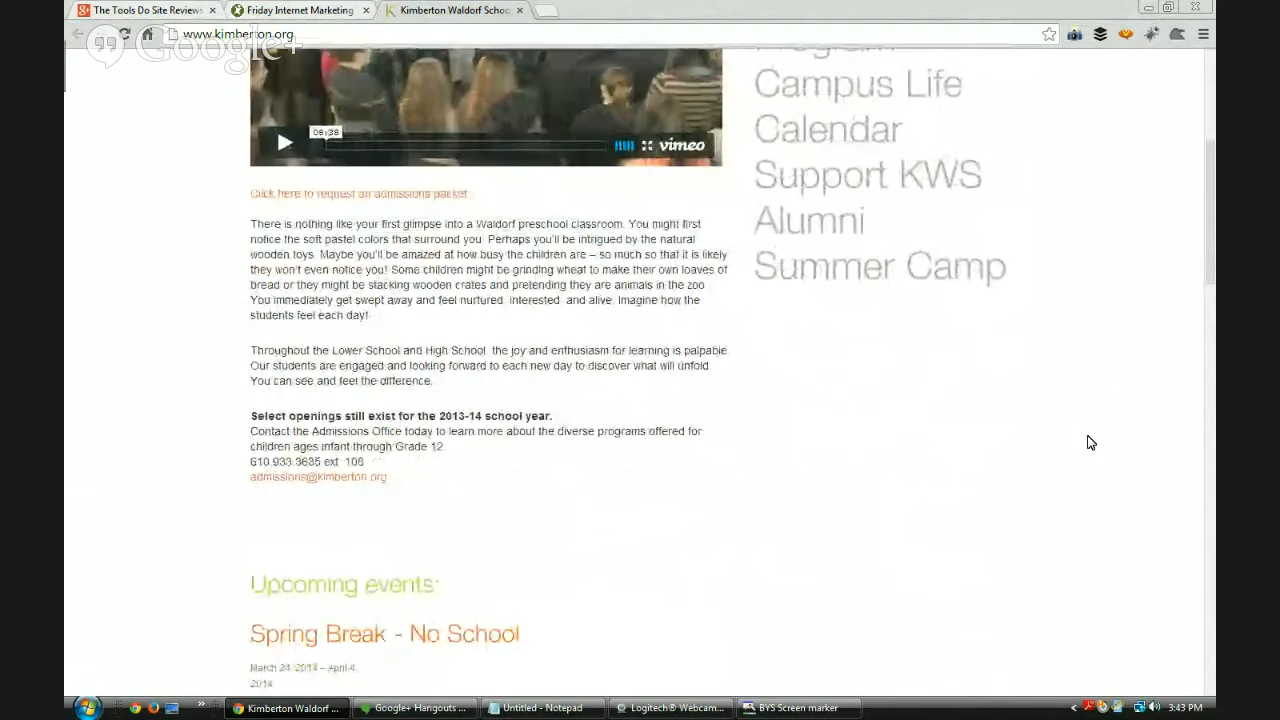 The Tools Do Site Reviews
Friday Internet Marketing
Kimberton Waldorf Schoo
www.kimberton.org
Google+
Program
Campus Life
Calendar
Support KWS
Alumni
Summer Camp
08:38
vimeo
Click here to request an admissions packet
There is nothing like your first glimpse into a Waldorf preschool classroom. You might first
notice the soft pastel colors that surround you. Perhaps you'll be intrigued by the natural
wooden toys. Maybe you'll be amazed at how busy the children are – so much so that it is likely
they won't even notice you! Some children might be grinding wheat to make their own loaves of
bread or they might be stacking wooden crates and pretending they are animals in the zoo.
You immediately get swept away and feel nurtured, interested, and alive. Imagine how the
students feel each day!
Throughout the Lower School and High School, the joy and enthusiasm for learning is palpable.
Our students are engaged and looking forward to each new day to discover what will unfold.
You can see and feel the difference.
Select openings still exist for the 2013-14 school year.
Contact the Admissions Office today to learn more about the diverse programs offered for
children ages infant through Grade 12.
610.933.3635 ext. 108
admissions@kimberton.org
Upcoming events:
Spring Break - No School
March 24, 2014 – April 4,
2014
Kimberton Waldorf ...
Google+ Hangouts ...
Untitled - Notepad
Logitech® Webcam...
BYS Screen marker
3:43 PM